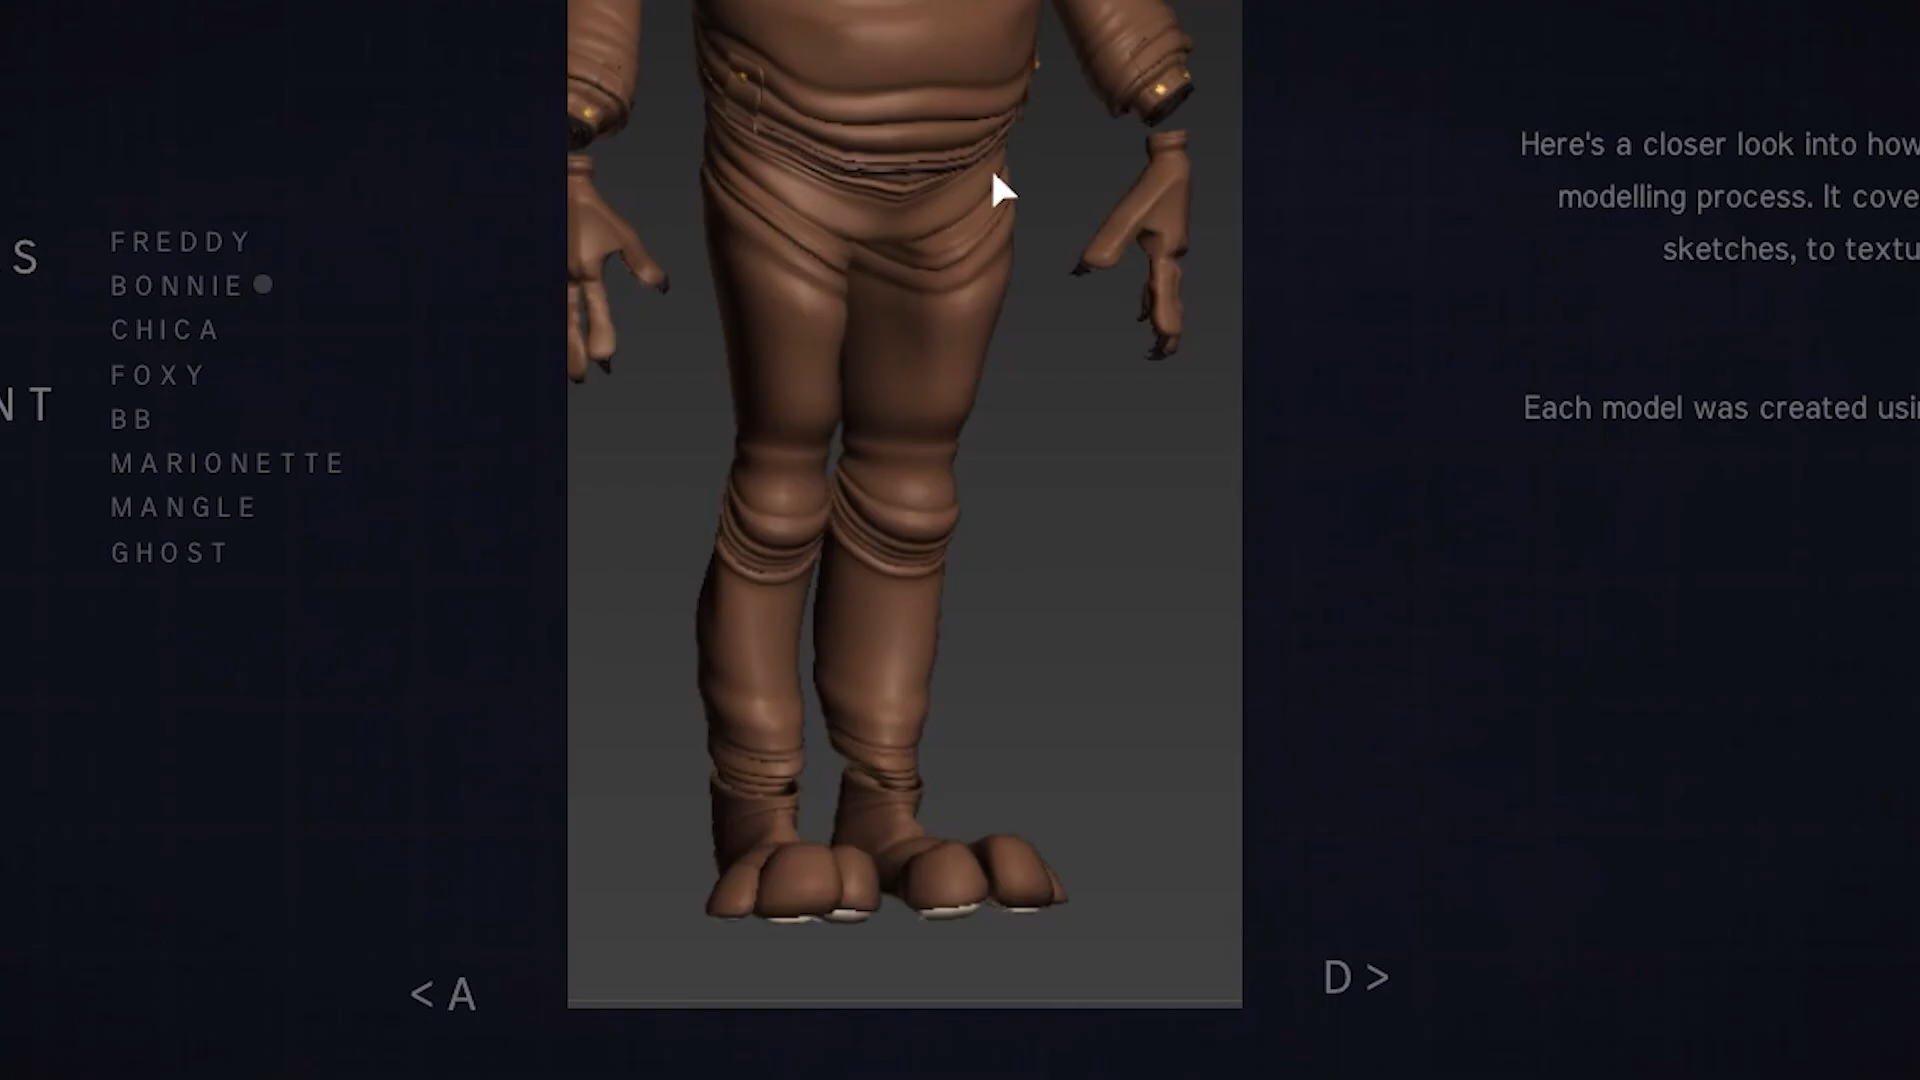 S
NT
FREDDY
BONNIE
CHICA
FOXY
BB
MARIONETTE
MANGLE
GHOST
Here's a closer look into how
modelling process. It cove
sketches, to textu
Each model was created usi
< A
D >